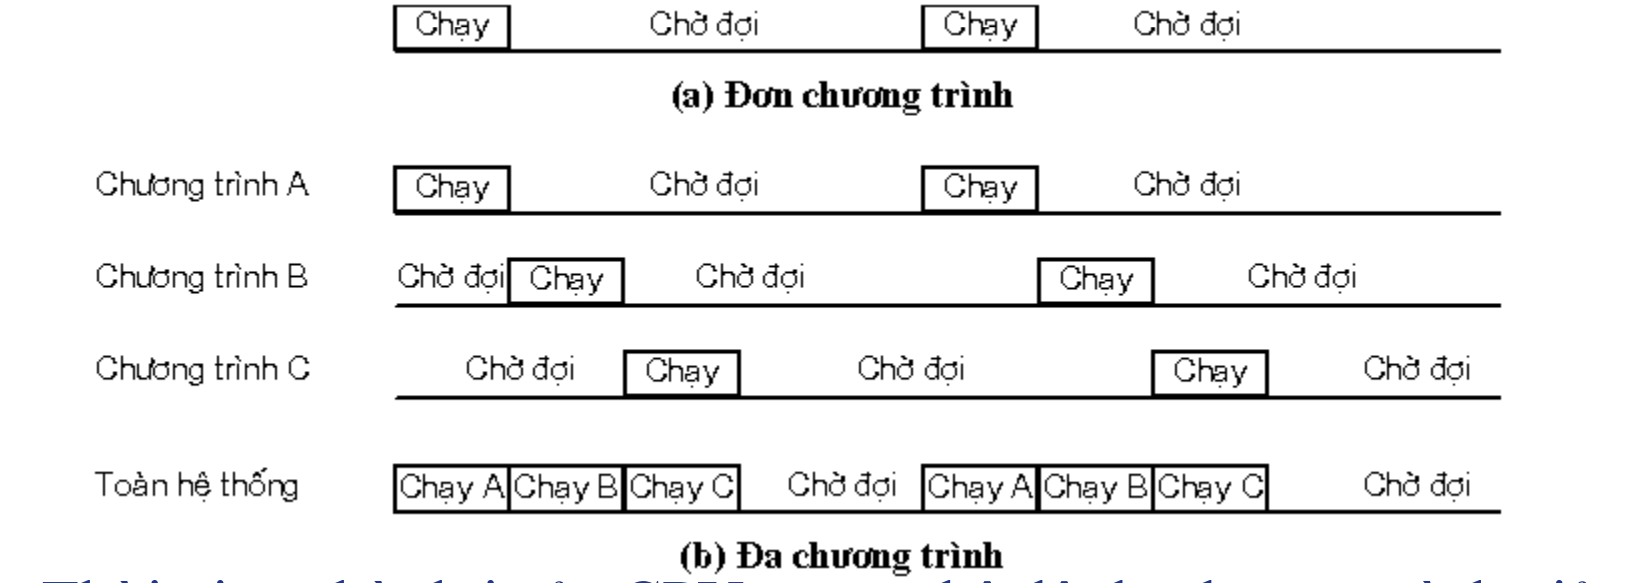 Chạy Chờ đợi Chạy Chờ đợi
(a) Đơn chương trình
Chương trình A Chạy Chờ đợi Chạy Chờ đợi
Chương trình B Chờ đợi Chạy Chờ đợi Chạy Chờ đợi
Chương trình C Chờ đợi Chạy Chờ đợi Chạy Chờ đợi
Toàn hệ thống Chạy A Chạy B Chạy C Chờ đợi Chạy A Chạy B Chạy C Chờ đợi
(b) Đa chương trình
CPU